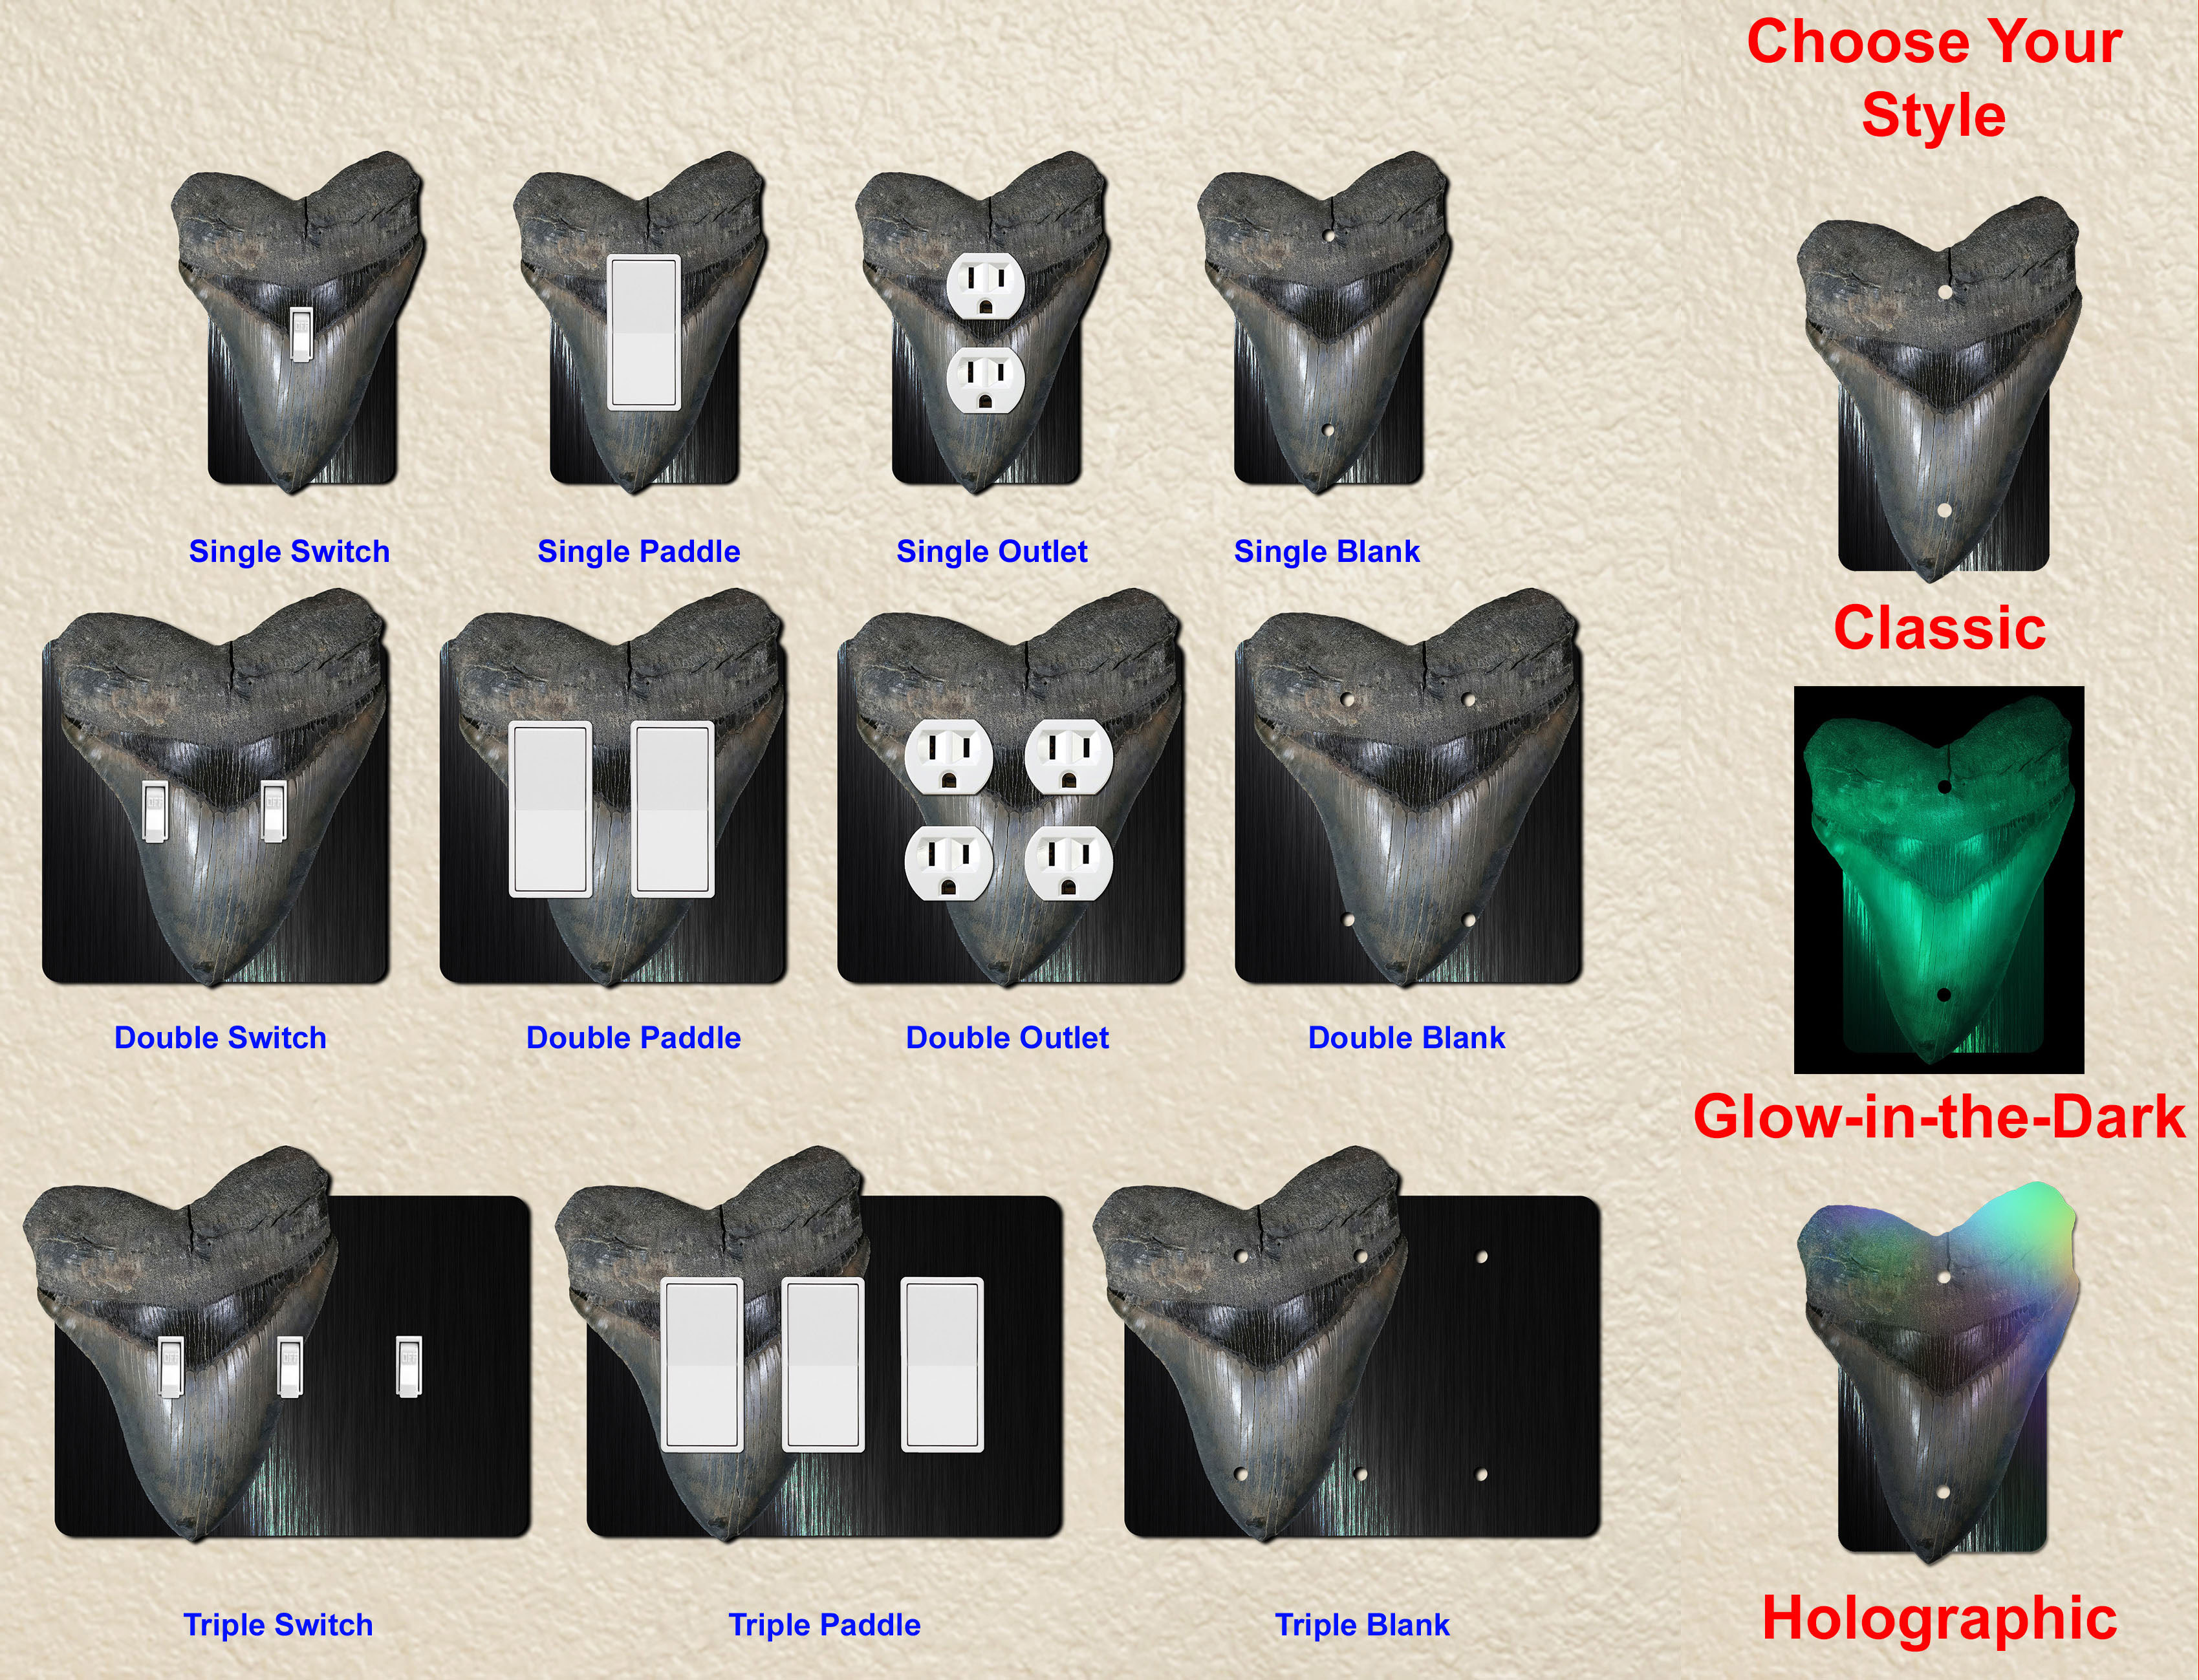 Choose Your
Style
Single Switch
Single Paddle
Single Outlet
Single Blank
Classic
Double Switch
Double Paddle
Double Outlet
Double Blank
Glow-in-the-Dark
Triple Switch
Triple Paddle
Triple Blank
Holographic